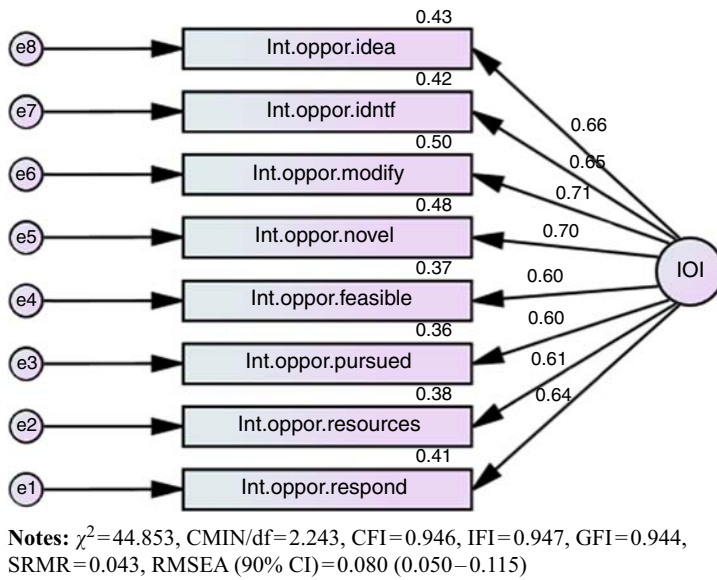 0.43
e8 Int.oppor.idea
0.42
e7 Int.oppor.idntf
0.66
0.50
0.65
e6 Int.oppor.modify
0.71
0.48
e5 Int.oppor.novel
0.70
IOI
0.37
0.60
e4 Int.oppor.feasible
0.36
0.60
e3 Int.oppor.pursued
0.61
0.38
0.64
e2 Int.oppor.resources
0.41
e1 Int.oppor.respond
Notes: χ²=44.853, CMIN/df=2.243, CFI=0.946, IFI=0.947, GFI=0.944,
SRMR=0.043, RMSEA (90% CI)=0.080 (0.050–0.115)